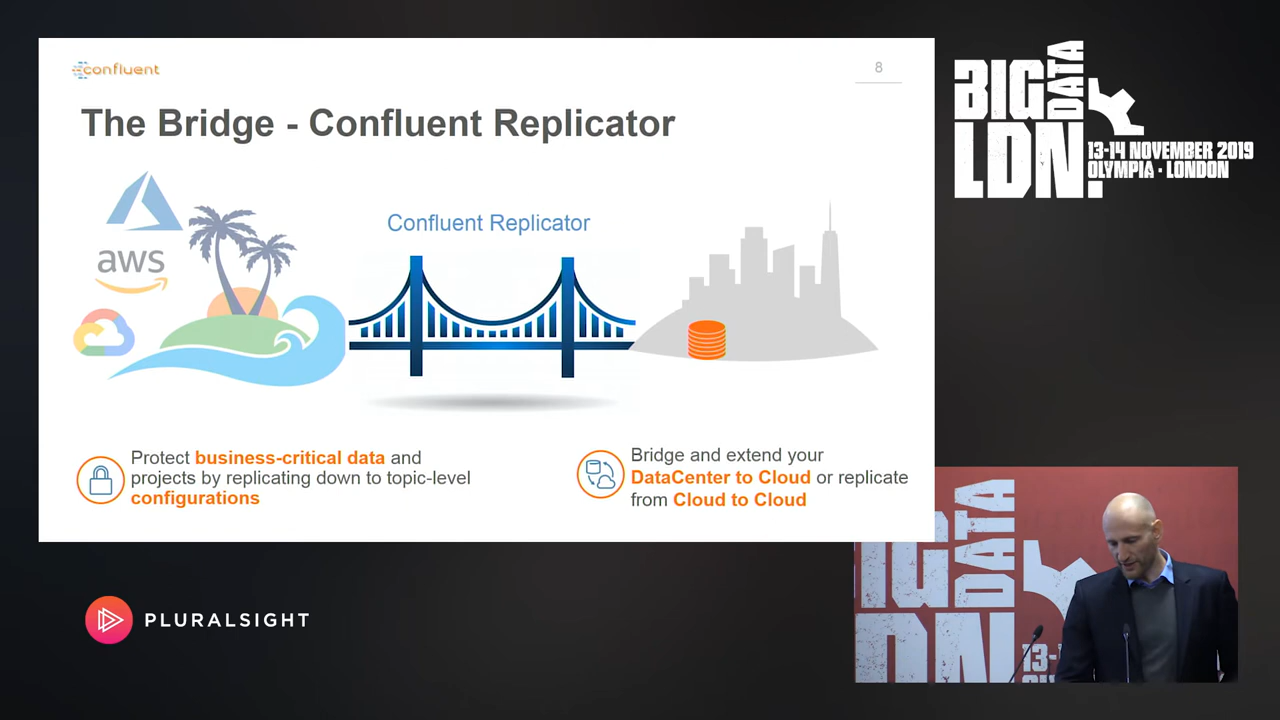 confluent
8
The Bridge - Confluent Replicator
aws
Confluent Replicator
Protect business-critical data and
projects by replicating down to topic-level
configurations
Bridge and extend your
DataCenter to Cloud or replicate
from Cloud to Cloud
BIG DATA
LDN.
13-14 NOVEMBER 2019
OLYMPIA · LONDON
PLURALSIGHT
DATA
13-